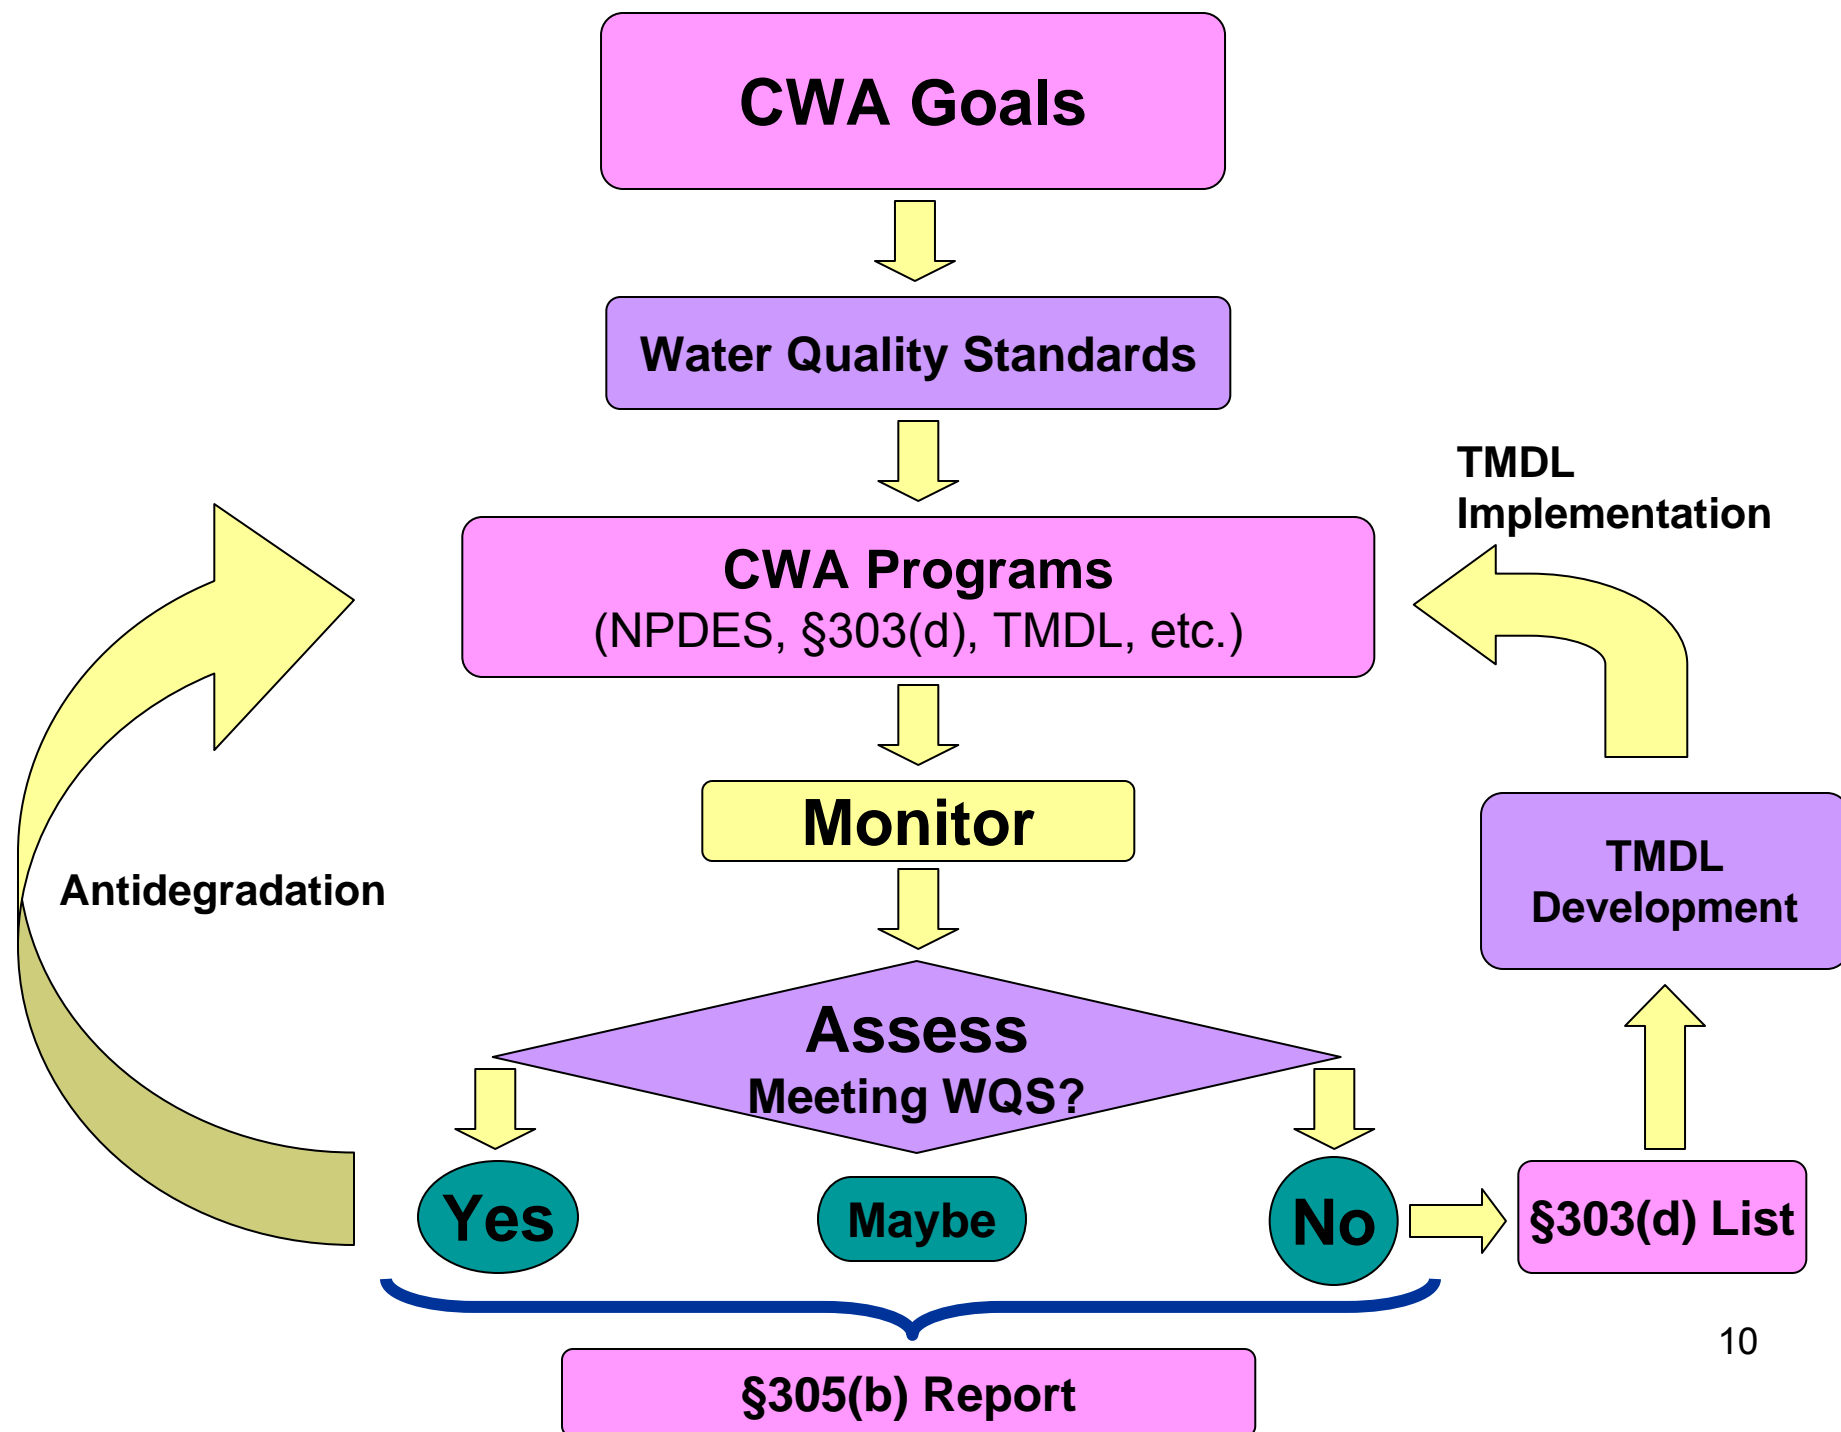 CWA Goals
Water Quality Standards
TMDL
Implementation
CWA Programs
(NPDES, §303(d), TMDL, etc.)
Monitor
TMDL
Development
Antidegradation
Assess
Meeting WQS?
Yes
Maybe
No
§303(d) List
10
§305(b) Report